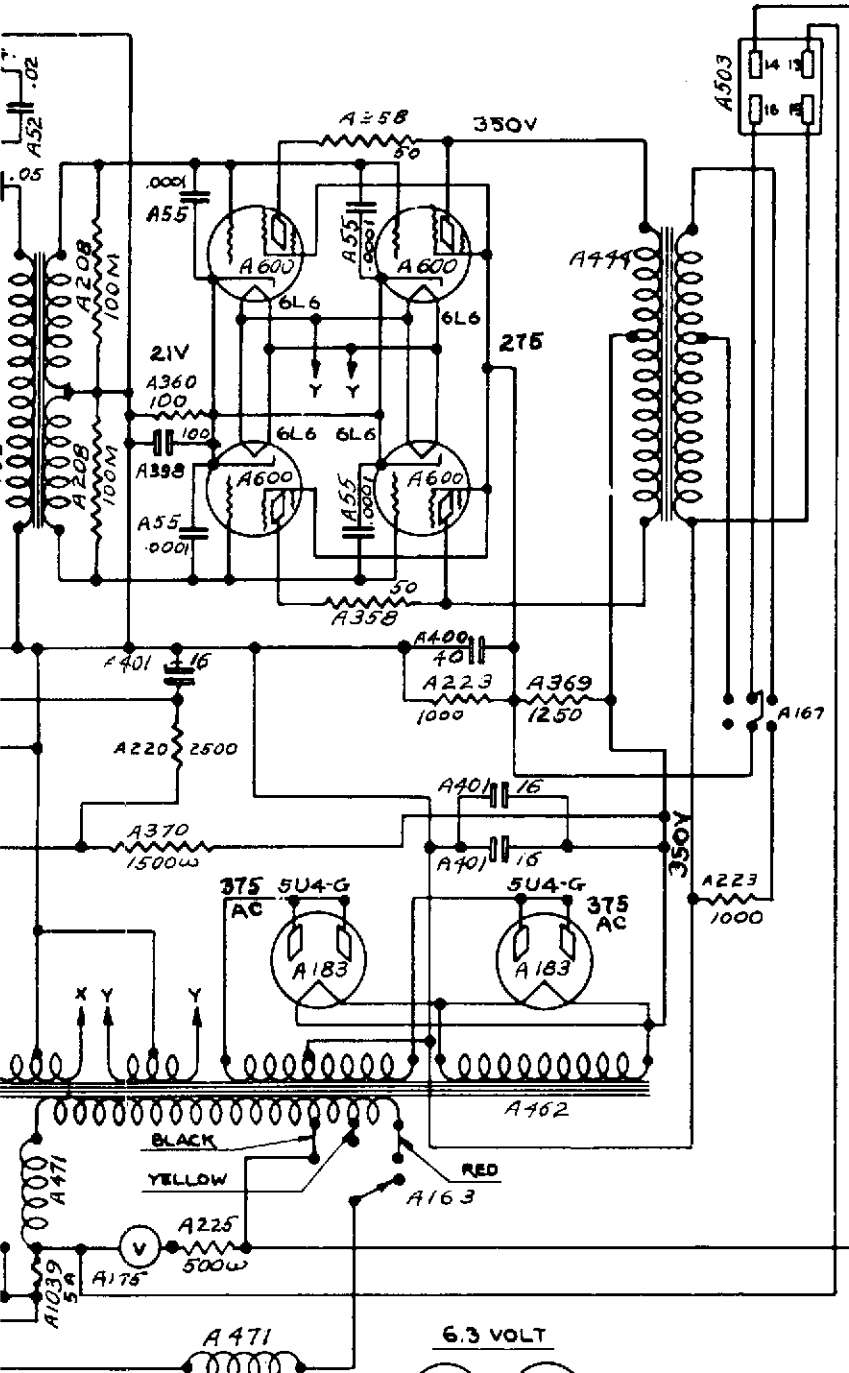 .02
A52
.05
A503
14 13
16 15
A358
50
350V
.0001
A55
A55
.0001
A600
A600
6L6
6L6
A208
100M
21V
A360
100
Y Y
275
A444
100
A398
6L6 6L6
A600
A600
A208
100M
A55
.0001
A55
.0001
50
A358
A401 16
A400
40
A223
1000
A369
1250
A167
A220 2500
A401 16
A370
1500ω
A401 16
350V
375
AC
5U4-G
5U4-G
375
AC
A183
A183
A223
1000
X Y Y
A462
BLACK
YELLOW
RED
A163
A471
A225
500ω
V
A175
A1039
5A
A471
6.3 VOLT